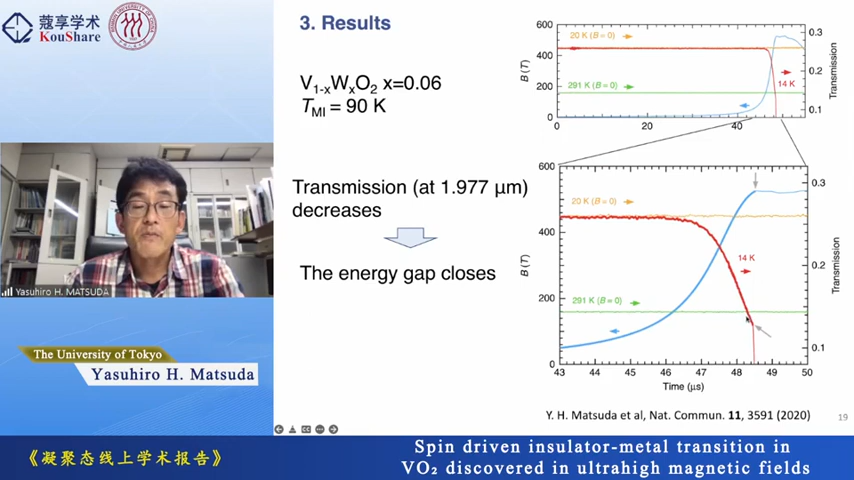 蔻享学术
KouShare
3. Results
V1-xWxO2 x=0.06
TMI = 90 K
Transmission (at 1.977 μm)
decreases
The energy gap closes
600
400
200
0
B (T)
20 K (B = 0)
291 K (B = 0)
14 K
0.3
0.2
0.1
Transmission
0
20
40
600
400
200
0
B (T)
20 K (B = 0)
14 K
291 K (B = 0)
0.3
0.2
0.1
Transmission
43
44
45
46
47
48
49
50
Time (μs)
Y. H. Matsuda et al, Nat. Commun. 11, 3591 (2020)
19
Yasuhiro H. MATSUDA
The University of Tokyo
Yasuhiro H. Matsuda
《凝聚态线上学术报告》
Spin driven insulator-metal transition in
VO₂ discovered in ultrahigh magnetic fields